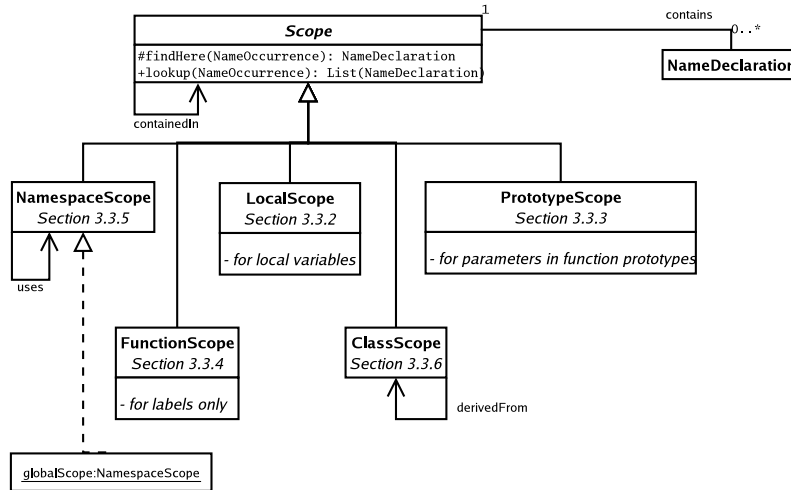 Scope
#findHere(NameOccurrence): NameDeclaration
+lookup(NameOccurrence): List(NameDeclaration)
1
contains
0..*
NameDeclaration
containedIn
NamespaceScope
Section 3.3.5
uses
LocalScope
Section 3.3.2
- for local variables
PrototypeScope
Section 3.3.3
- for parameters in function prototypes
FunctionScope
Section 3.3.4
- for labels only
ClassScope
Section 3.3.6
derivedFrom
globalScope:NamespaceScope